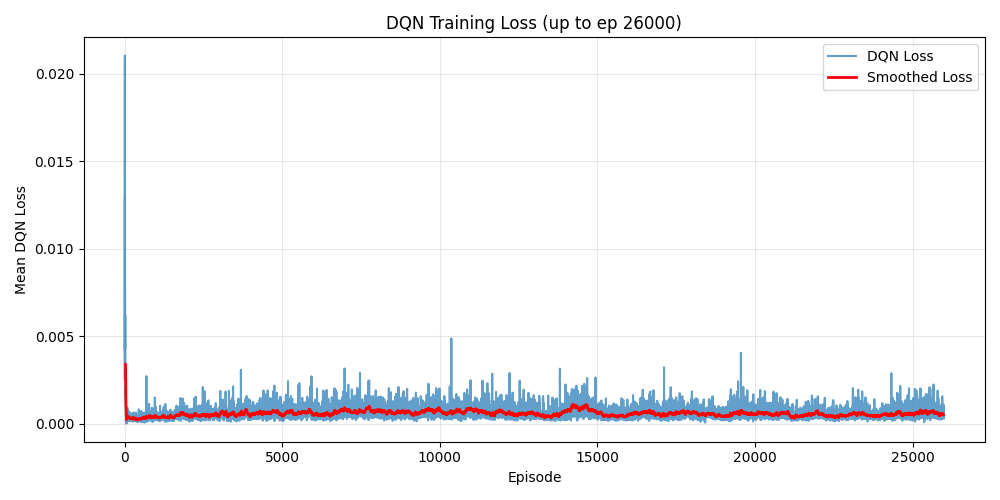 DQN Training Loss (up to ep 26000)
DQN Loss
Smoothed Loss
Mean DQN Loss
0.020
0.015
0.010
0.005
0.000
0 5000 10000 15000 20000 25000
Episode